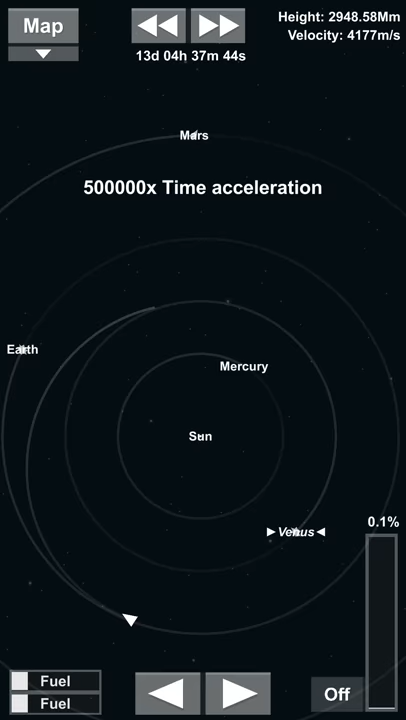 Map
Height: 2948.58Mm
Velocity: 4177m/s
13d 04h 37m 44s
Mars
500000x Time acceleration
Earth
Mercury
Sun
Venus
0.1%
Fuel
Fuel
Off